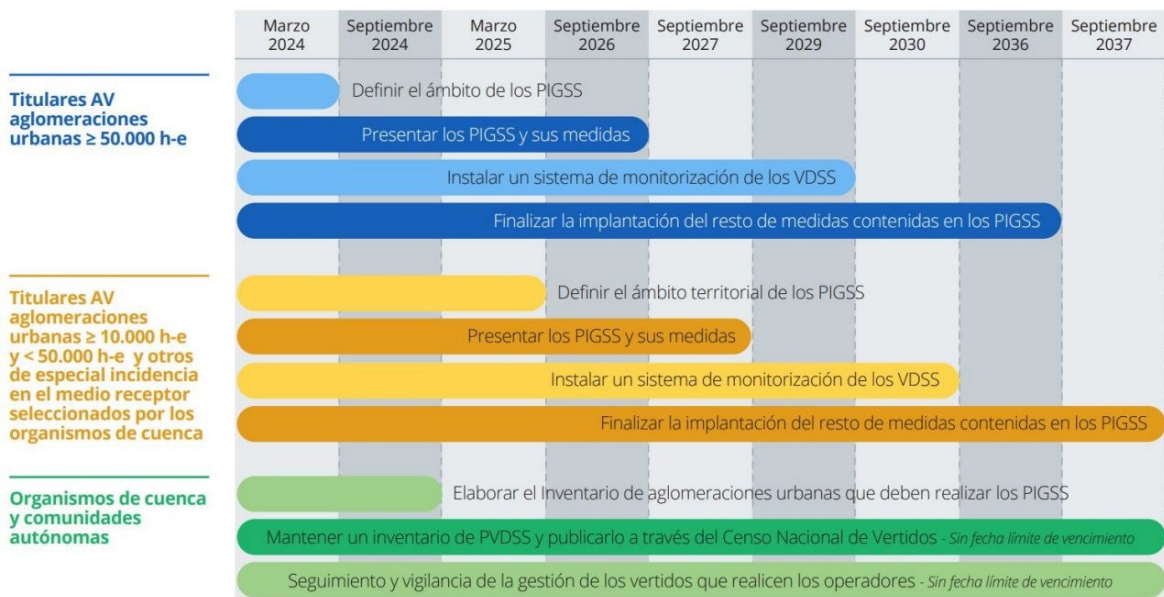 Marzo 2024
Septiembre 2024
Marzo 2025
Septiembre 2026
Septiembre 2027
Septiembre 2029
Septiembre 2030
Septiembre 2036
Septiembre 2037
Titulares AV
aglomeraciones
urbanas ≥ 50.000 h-e
Definir el ámbito de los PIGSS
Presentar los PIGSS y sus medidas
Instalar un sistema de monitorización de los VDSS
Finalizar la implantación del resto de medidas contenidas en los PIGSS
Titulares AV
aglomeraciones
urbanas ≥ 10.000 h-e
y < 50.000 h-e y otros
de especial incidencia
en el medio receptor
seleccionados por los
organismos de cuenca
Definir el ámbito territorial de los PIGSS
Presentar los PIGSS y sus medidas
Instalar un sistema de monitorización de los VDSS
Finalizar la implantación del resto de medidas contenidas en los PIGSS
Organismos de cuenca
y comunidades
autónomas
Elaborar el Inventario de aglomeraciones urbanas que deben realizar los PIGSS
Mantener un inventario de PVDSS y publicarlo a través del Censo Nacional de Vertidos - Sin fecha límite de vencimiento
Seguimiento y vigilancia de la gestión de los vertidos que realicen los operadores - Sin fecha límite de vencimiento